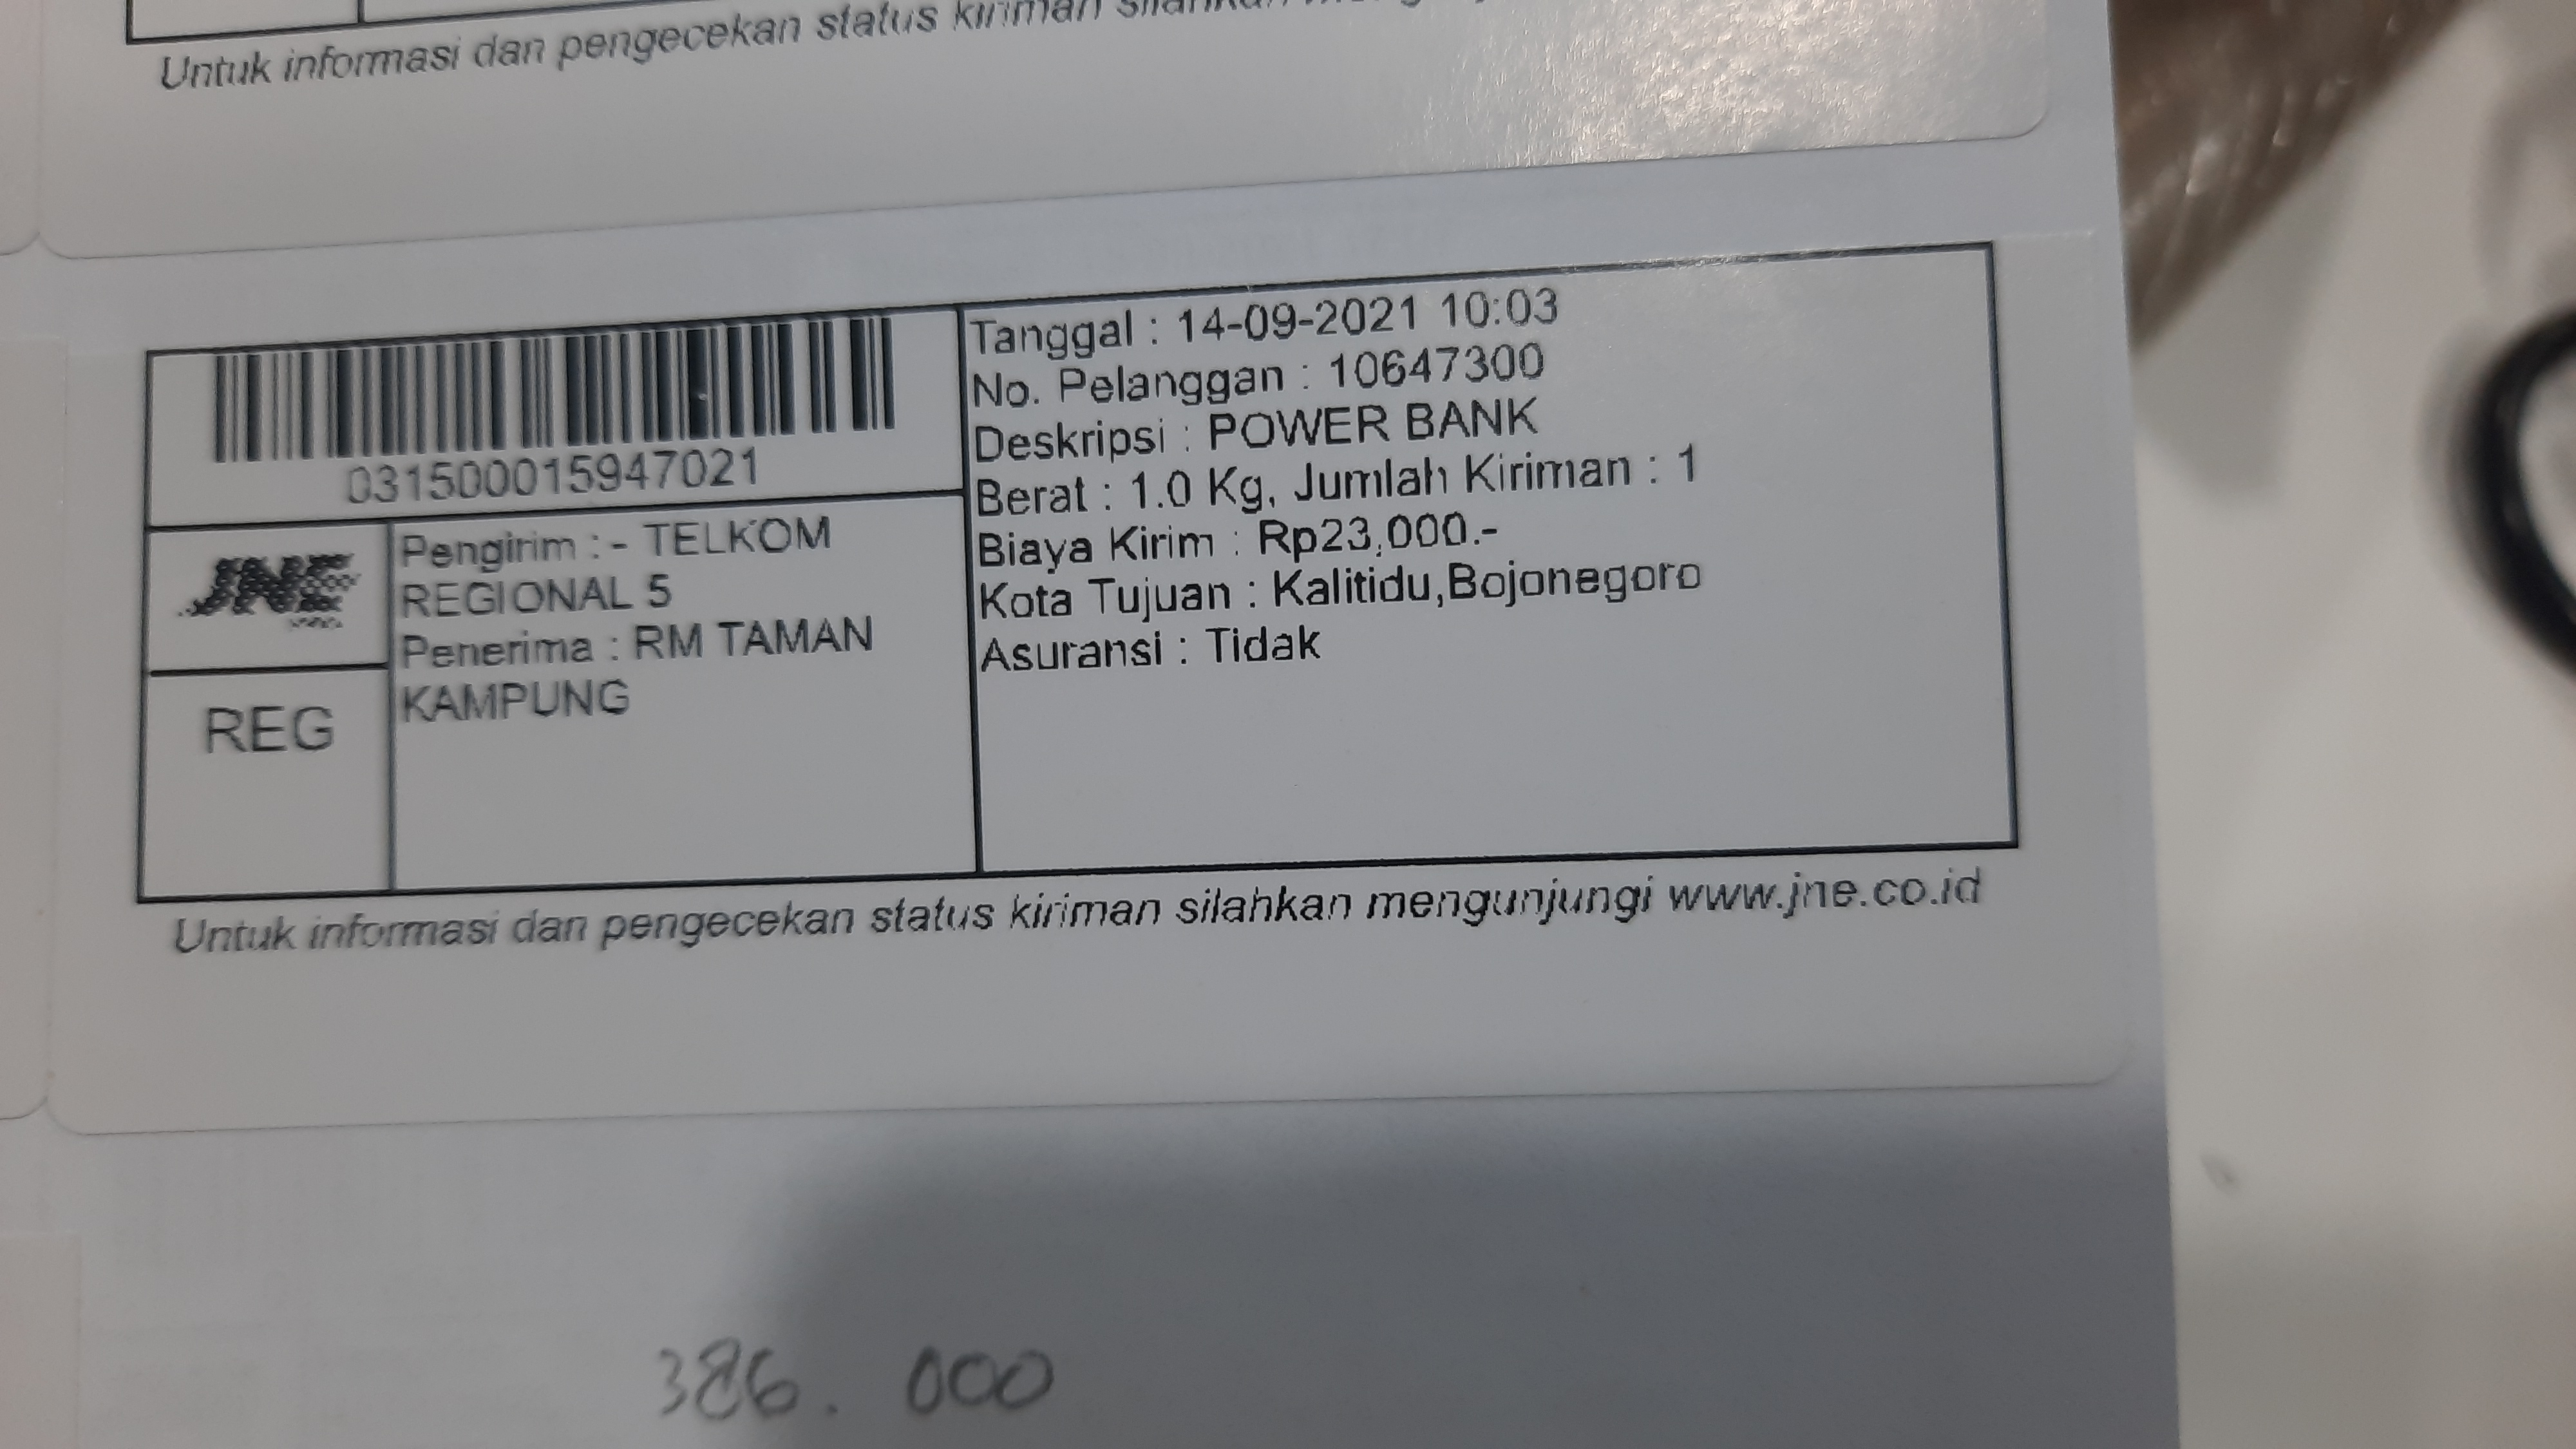 Untuk informasi dan pengecekan status kiriman silahkan
031500015947021
JNE
REG
Pengirim : - TELKOM
REGIONAL 5
Penerima : RM TAMAN
KAMPUNG
Tanggal : 14-09-2021 10:03
No. Pelanggan : 10647300
Deskripsi : POWER BANK
Berat : 1.0 Kg, Jumlah Kiriman : 1
Biaya Kirim : Rp23,000.-
Kota Tujuan : Kalitidu,Bojonegoro
Asuransi : Tidak
Untuk informasi dan pengecekan status kiriman silahkan mengunjungi www.jne.co.id
386. 000